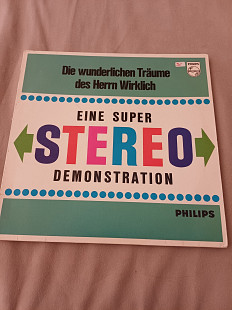 Die wunderlichen Träume
des Herrn Wirklich
EINE SUPER
STEREO
DEMONSTRATION
PHILIPS